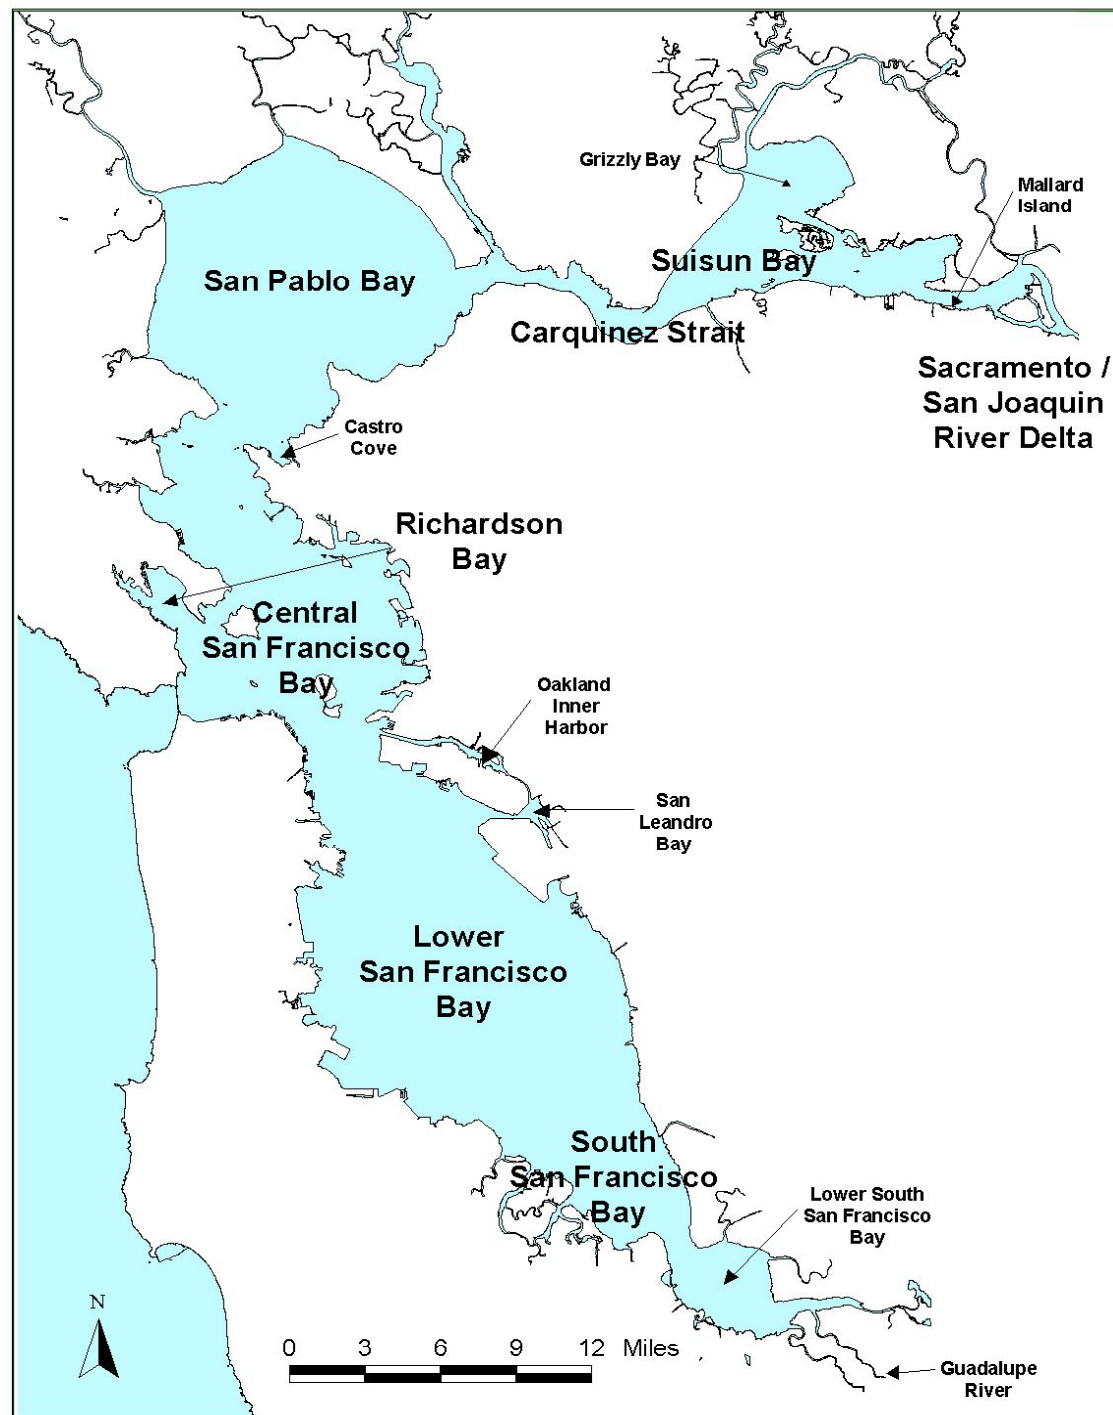 Grizzly Bay
Mallard
Island
Suisun Bay
San Pablo Bay
Carquinez Strait
Sacramento /
San Joaquin
River Delta
Castro
Cove
Richardson
Bay
Central
San Francisco
Bay
Oakland
Inner
Harbor
San
Leandro
Bay
Lower
San Francisco
Bay
South
San Francisco
Bay
Lower South
San Francisco
Bay
N
0 3 6 9 12 Miles
Guadalupe
River